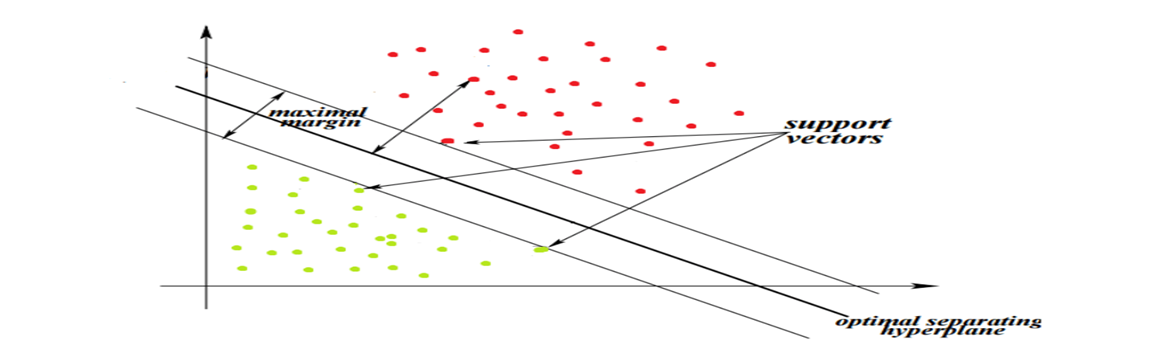 maximal
margin
support
vectors
optimal separating
hyperplane